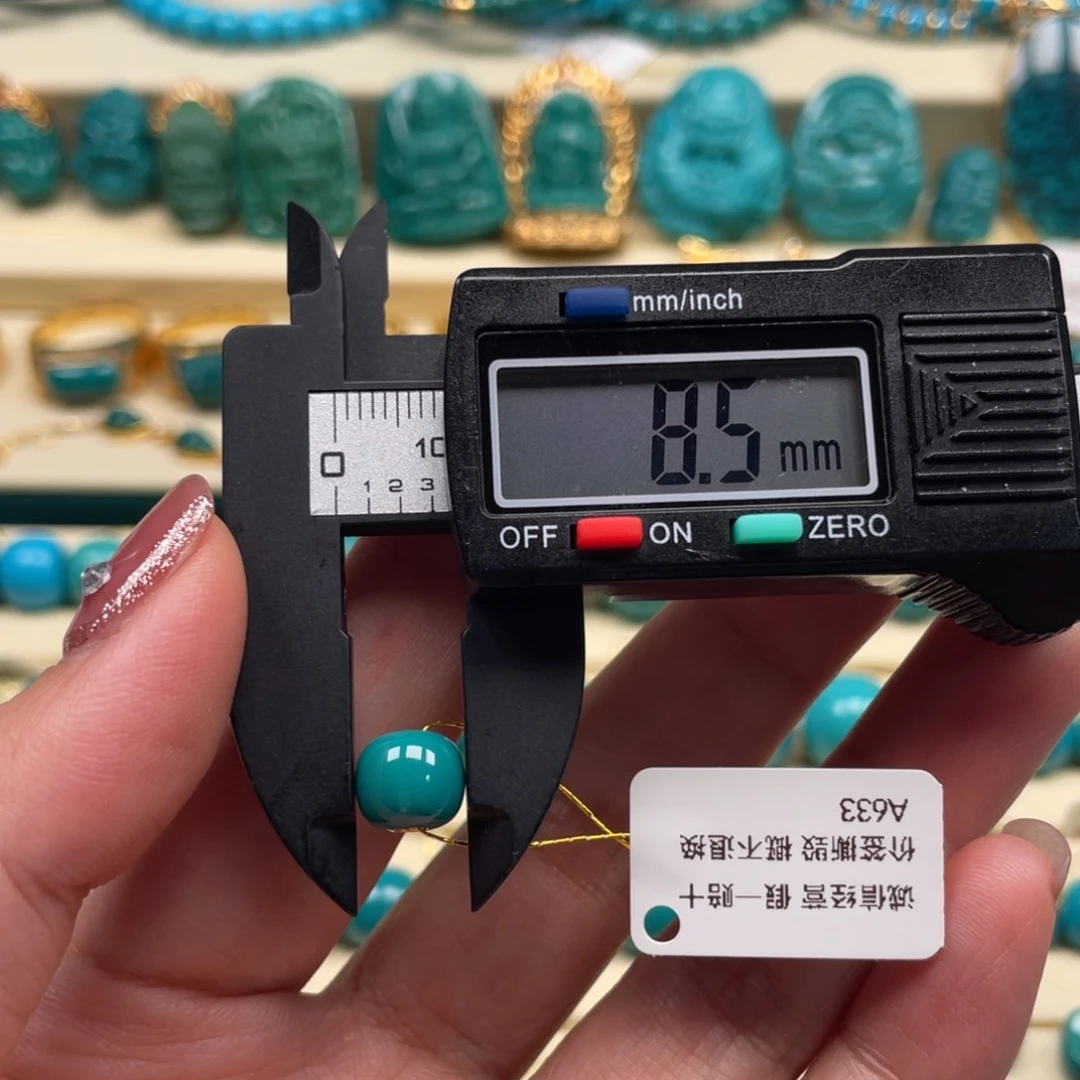 mm/inch
8.5 mm
0 10
1 2 3
OFF ON ZERO
诚信经营 假一赔十
价签撕毁 概不退换
A633